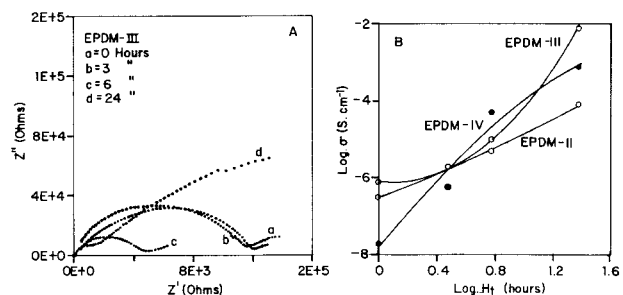 A
EPDM-III
a=0 Hours
b=3 "
c=6 "
d=24 "
2E+5
1E+5
8E+4
4E+4
0E+0
Z" (Ohms)
d
a
b
c
0E+0
8E+3
2E+5
Z' (Ohms)
B
EPDM-III
EPDM-IV
EPDM-II
-2
-4
-6
-8
Log. σ (S. cm⁻¹)
0
0.4
0.8
1.2
1.6
Log. Ht (hours)